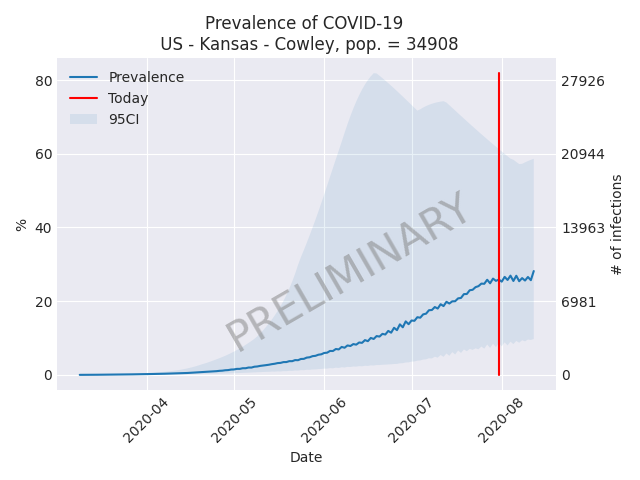 Prevalence of COVID-19
US - Kansas - Cowley, pop. = 34908
Prevalence
Today
95CI
80
60
40
20
0
%
27926
20944
13963
6981
0
# of infections
PRELIMINARY
2020-04
2020-05
2020-06
2020-07
2020-08
Date